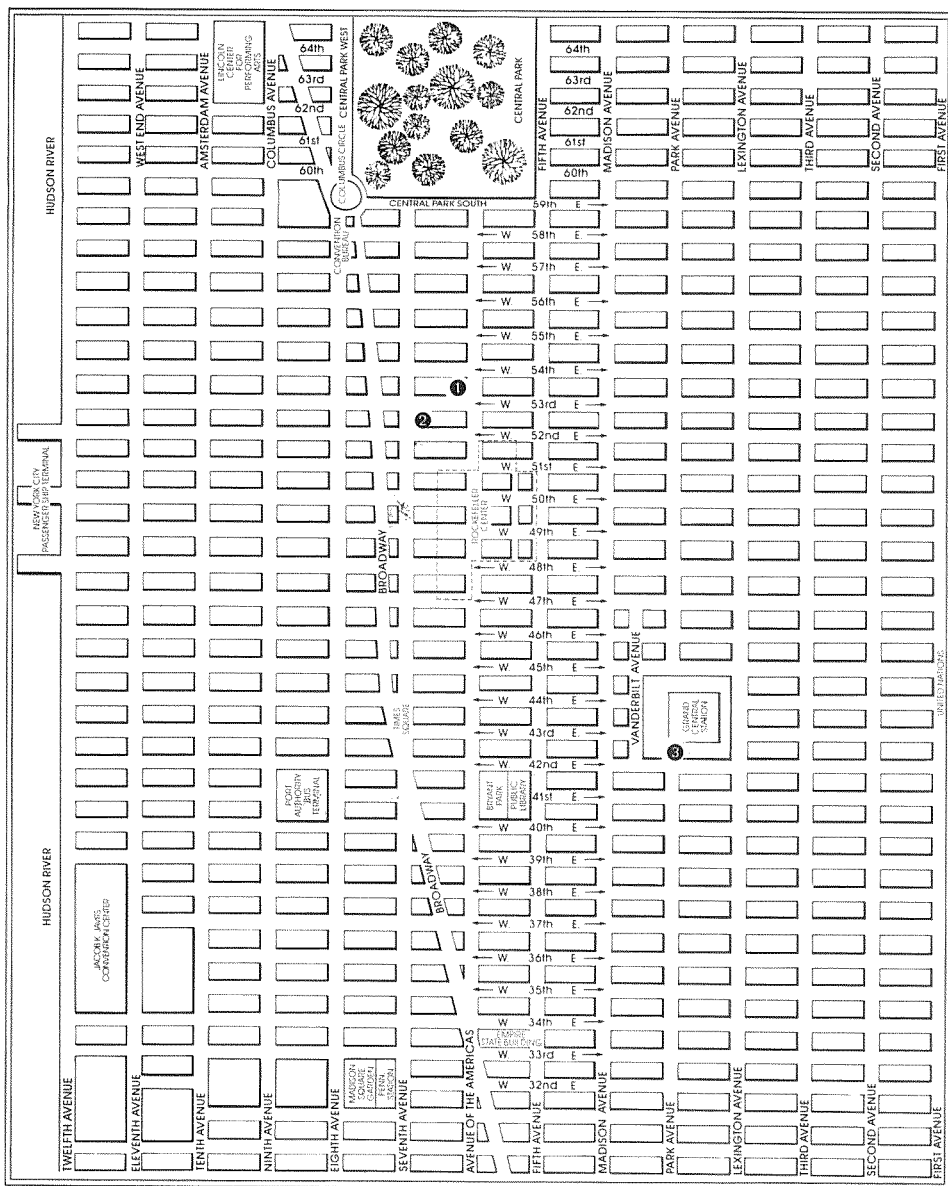 64th
63rd
62nd
61st
60th
LINCOLN
CENTER
FOR
PERFORMING
ARTS
WEST END AVENUE
AMSTERDAM AVENUE
COLUMBUS AVENUE
CENTRAL PARK WEST
COLUMBUS CIRCLE
CENTRAL PARK
CENTRAL PARK SOUTH
FIFTH AVENUE
64th
63rd
62nd
61st
60th
MADISON AVENUE
PARK AVENUE
LEXINGTON AVENUE
THIRD AVENUE
SECOND AVENUE
FIRST AVENUE
HUDSON RIVER
CONVENTION
BUREAU
59th E
W 58th E
W 57th E
W 56th E
W 55th E
W 54th E
1
W 53rd E
2
W 52nd E
W 51st E
W 50th E
W 49th E
W 48th E
W 47th E
W 46th E
W 45th E
W 44th E
W 43rd E
W 42nd E
41st E
W 40th E
W 39th E
W 38th E
W 37th E
W 36th E
W 35th E
W 34th E
W 33rd E
W 32nd E
NEW YORK CITY
PASSENGER SHIP TERMINAL
ROCKEFELLER
CENTER
BROADWAY
VANDERBILT AVENUE
UNITED NATIONS
TIMES
SQUARE
GRAND
CENTRAL
STATION
3
PORT
AUTHORITY
BUS
TERMINAL
BRYANT
PARK
PUBLIC
LIBRARY
BROADWAY
HUDSON RIVER
JACOB K. JAVITS
CONVENTION CENTER
EMPIRE
STATE BUILDING
MADISON
SQUARE
GARDEN
PENN
STATION
TWELFTH AVENUE
ELEVENTH AVENUE
TENTH AVENUE
NINTH AVENUE
EIGHTH AVENUE
SEVENTH AVENUE
AVENUE OF THE AMERICAS
FIFTH AVENUE
MADISON AVENUE
PARK AVENUE
LEXINGTON AVENUE
THIRD AVENUE
SECOND AVENUE
FIRST AVENUE